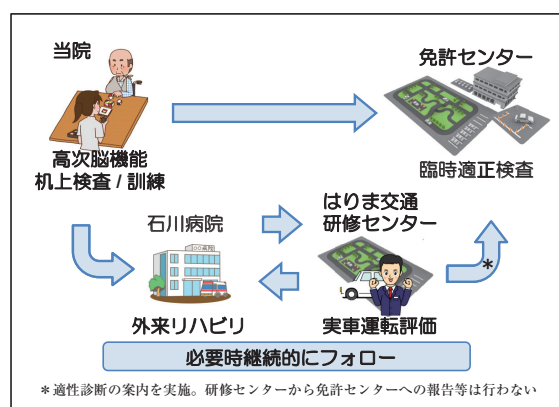 当院
免許センター
高次脳機能
机上検査 / 訓練
臨時適正検査
石川病院
はりま交通
研修センター
*
外来リハビリ
実車運転評価
必要時継続的にフォロー
*適性診断の案内を実施。研修センターから免許センターへの報告等は行わない